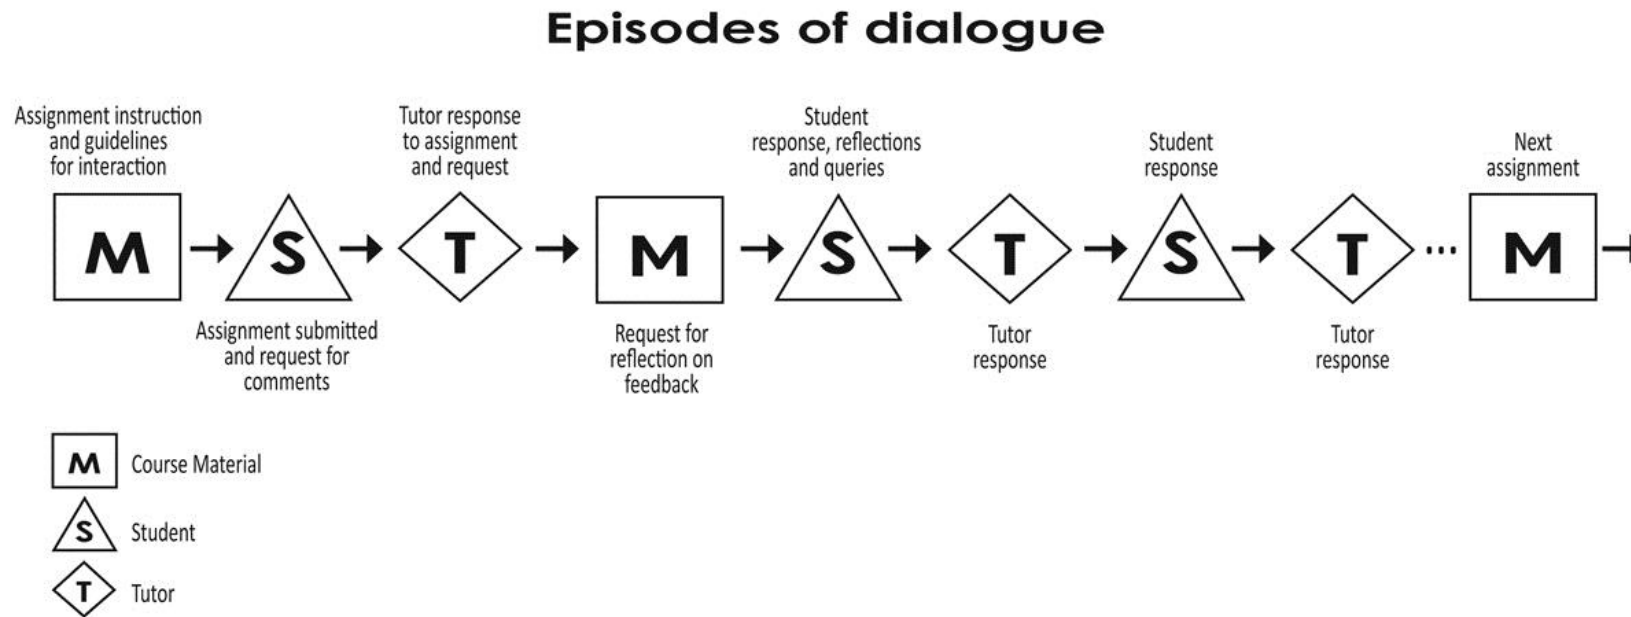 Episodes of dialogue
Assignment instruction
and guidelines
for interaction
M
S
Assignment submitted
and request for
comments
Tutor response
to assignment
and request
T
M
Request for
reflection on
feedback
Student
response, reflections
and queries
S
T
Tutor
response
Student
response
S
T
Tutor
response
...
Next
assignment
M
M Course Material
S Student
T Tutor